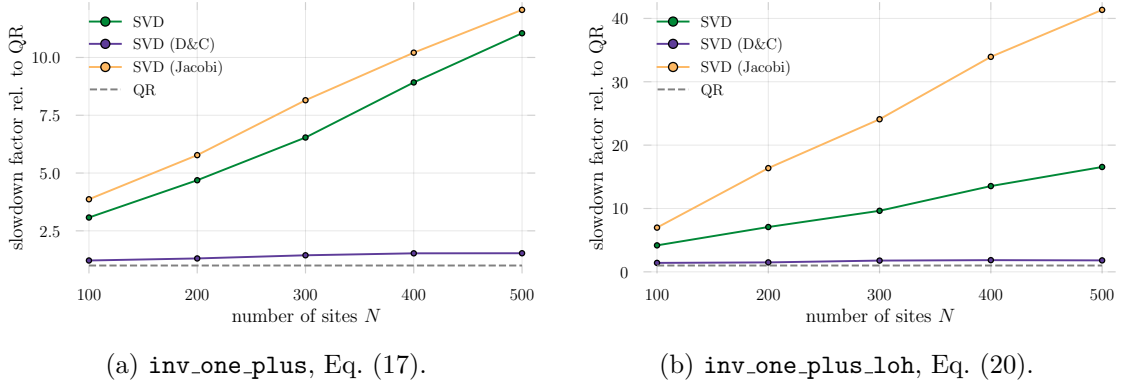 slowdown factor rel. to QR
SVD
SVD (D&C)
SVD (Jacobi)
QR
10.0
7.5
5.0
2.5
100 200 300 400 500
number of sites N
(a) inv_one_plus, Eq. (17).
slowdown factor rel. to QR
SVD
SVD (D&C)
SVD (Jacobi)
QR
40
30
20
10
0
100 200 300 400 500
number of sites N
(b) inv_one_plus_loh, Eq. (20).